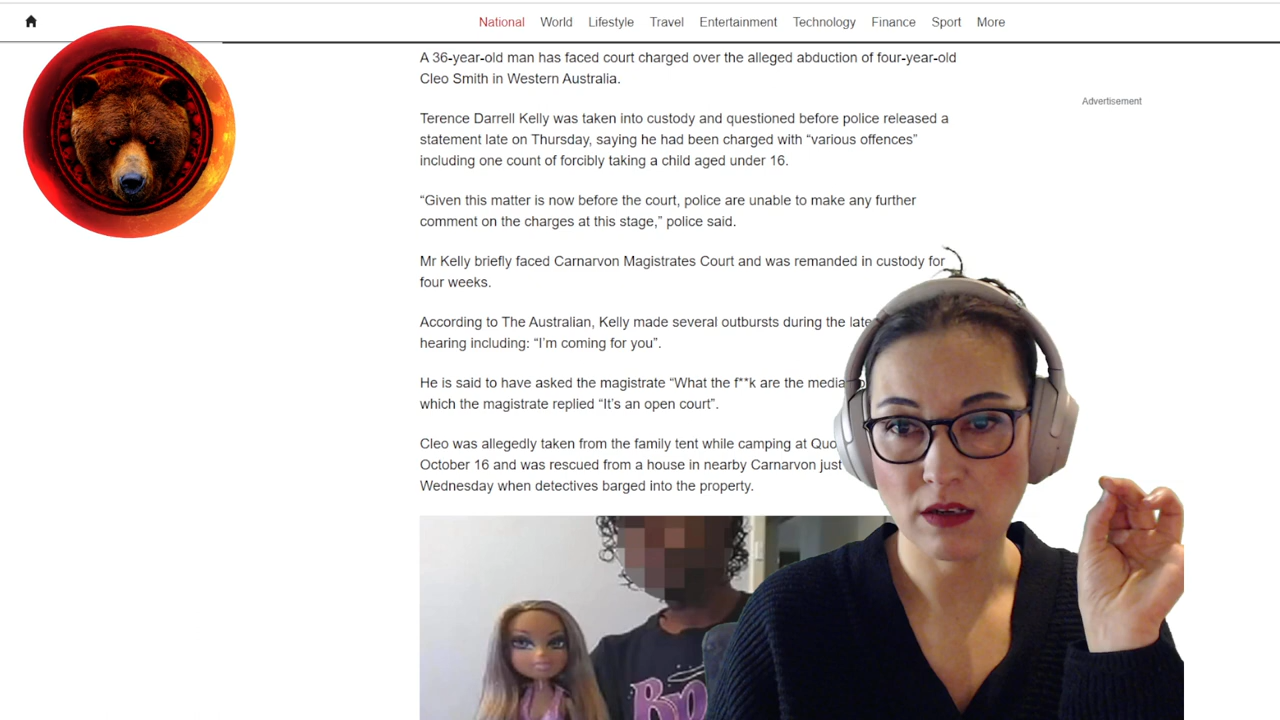 National World Lifestyle Travel Entertainment Technology Finance Sport More
A 36-year-old man has faced court charged over the alleged abduction of four-year-old
Cleo Smith in Western Australia.
Advertisement
Terence Darrell Kelly was taken into custody and questioned before police released a
statement late on Thursday, saying he had been charged with “various offences”
including one count of forcibly taking a child aged under 16.
“Given this matter is now before the court, police are unable to make any further
comment on the charges at this stage,” police said.
Mr Kelly briefly faced Carnarvon Magistrates Court and was remanded in custody for
four weeks.
According to The Australian, Kelly made several outbursts during the late
hearing including: “I’m coming for you”.
He is said to have asked the magistrate “What the f**k are the media
which the magistrate replied “It’s an open court”.
Cleo was allegedly taken from the family tent while camping at
October 16 and was rescued from a house in nearby Carnarvon just
Wednesday when detectives barged into the property.